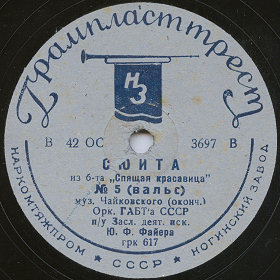 Грампласттрест
НЗ
В 42 ОС 3697 В
СЮИТА
из б-та „Спящая красавица"
№ 5 (вальс)
муз. Чайковского (оконч.)
Орк. ГАБТ'а СССР
п/у Засл. деят. иск.
Ю. Ф. Файера
грк 617
НАРКОМТЯЖПРОМ ★ СССР ★ НОГИНСКИЙ ЗАВОД